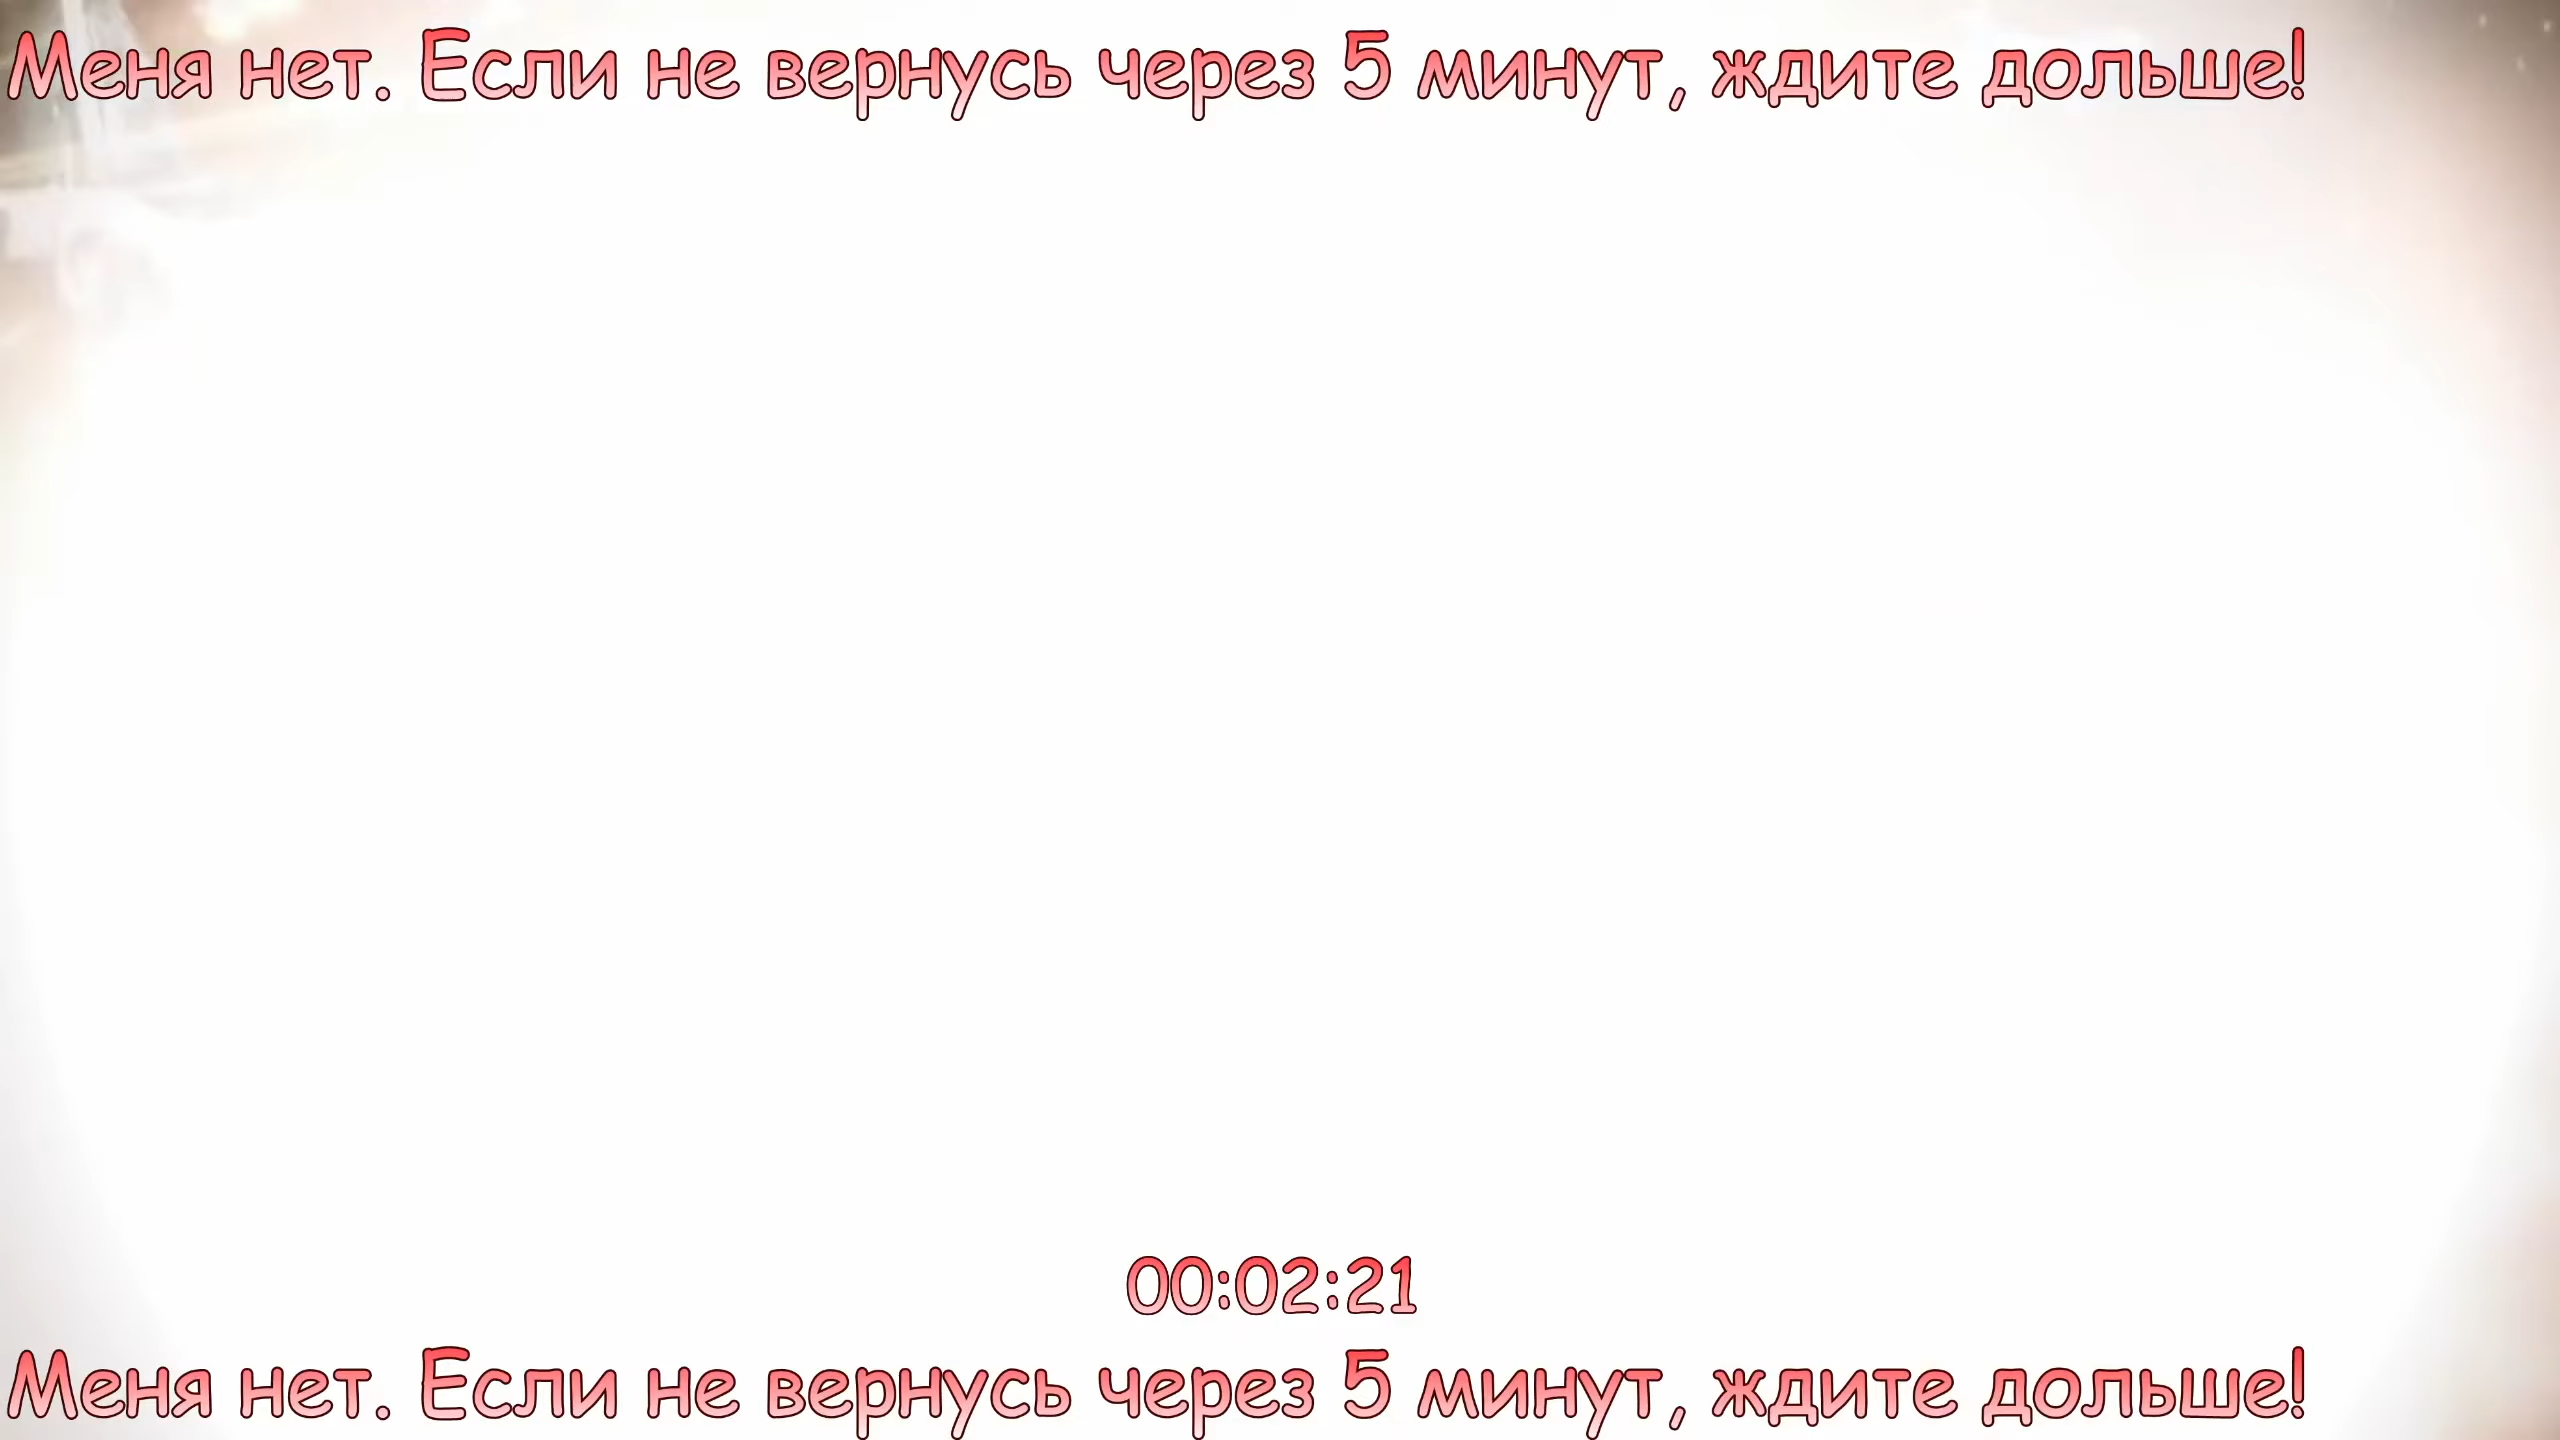 Меня нет. Если не вернусь через 5 минут, ждите дольше!
00:02:21
Меня нет. Если не вернусь через 5 минут, ждите дольше!